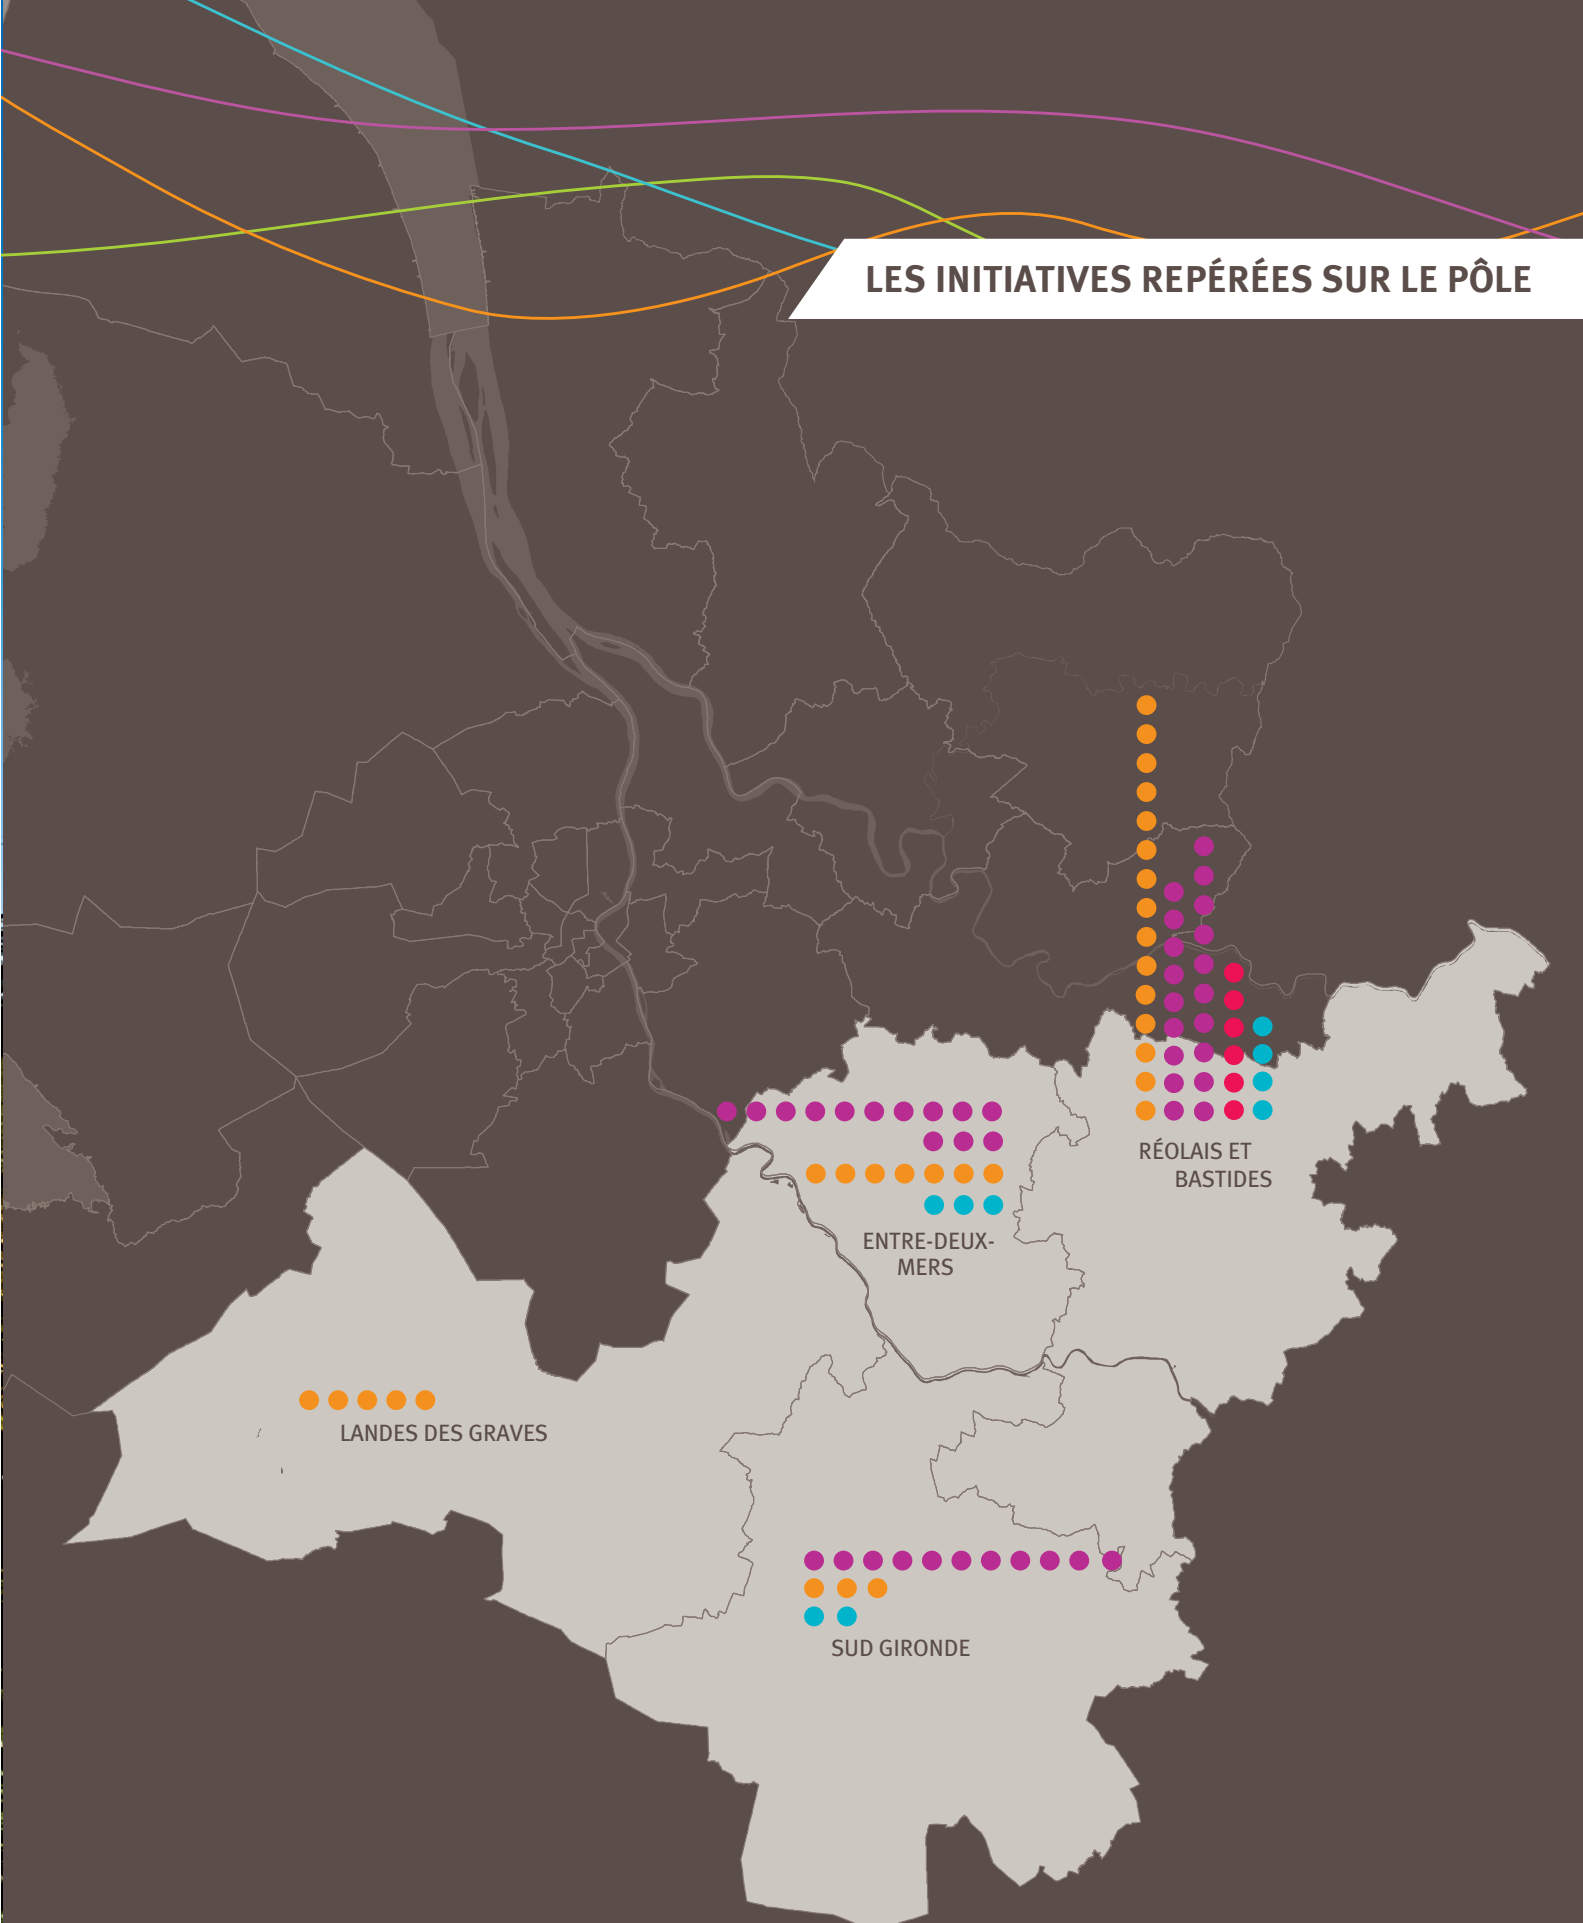 LES INITIATIVES REPÉRÉES SUR LE PÔLE
RÉOLAIS ET
BASTIDES
ENTRE-DEUX-
MERS
LANDES DES GRAVES
SUD GIRONDE